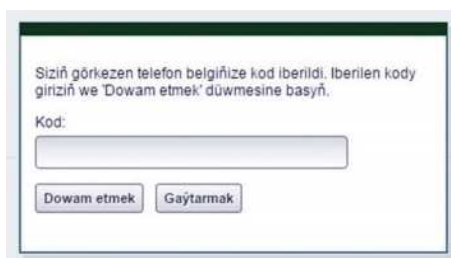 Siziň görkezen telefon belgiňize kod iberildi. Iberilen kody
giriziň we 'Dowam etmek' düwmesine basyň.
Kod:
Dowam etmek Gaýtarmak